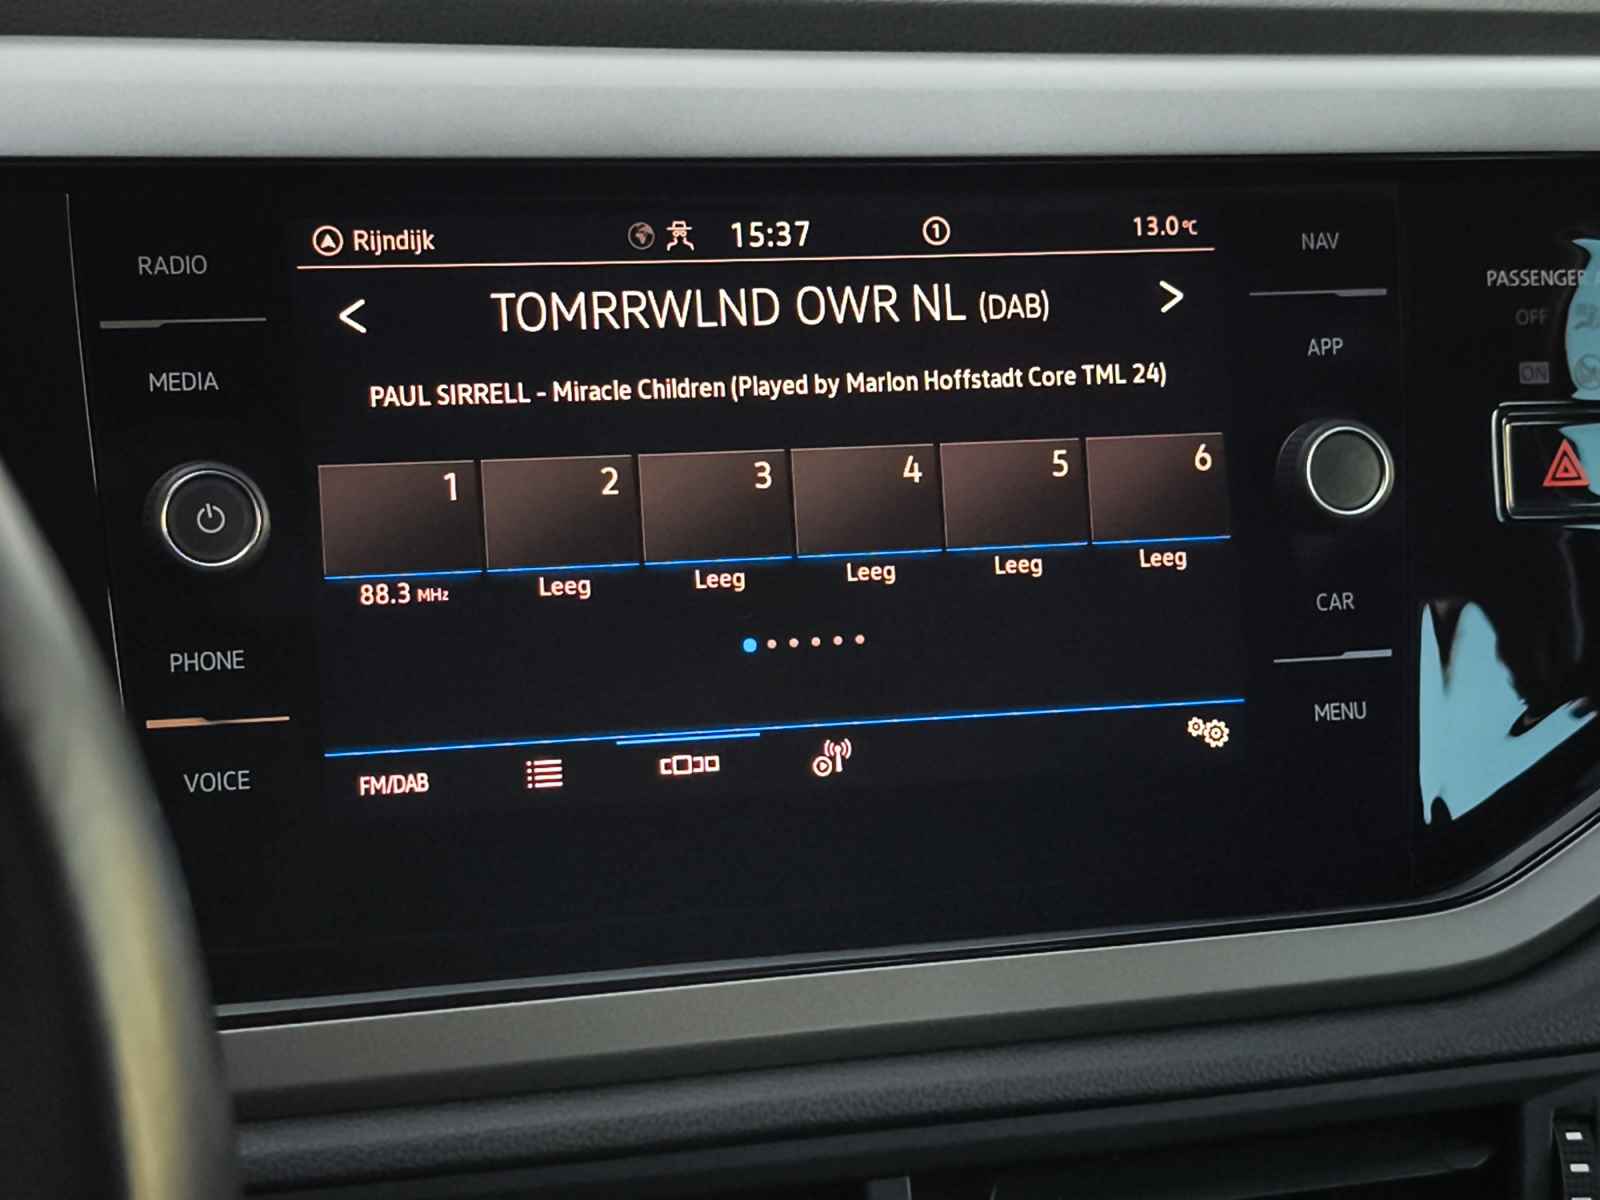 RADIO
MEDIA
PHONE
VOICE
Rijndijk 15:37 1 13.0°C
< TOMRRWLND OWR NL (DAB) >
PAUL SIRRELL - Miracle Children (Played by Marlon Hoffstadt Core TML 24)
1 2 3 4 5 6
88.3 MHz Leeg Leeg Leeg Leeg Leeg
FM/DAB
NAV
APP
CAR
MENU
PASSENGER
OFF
ON